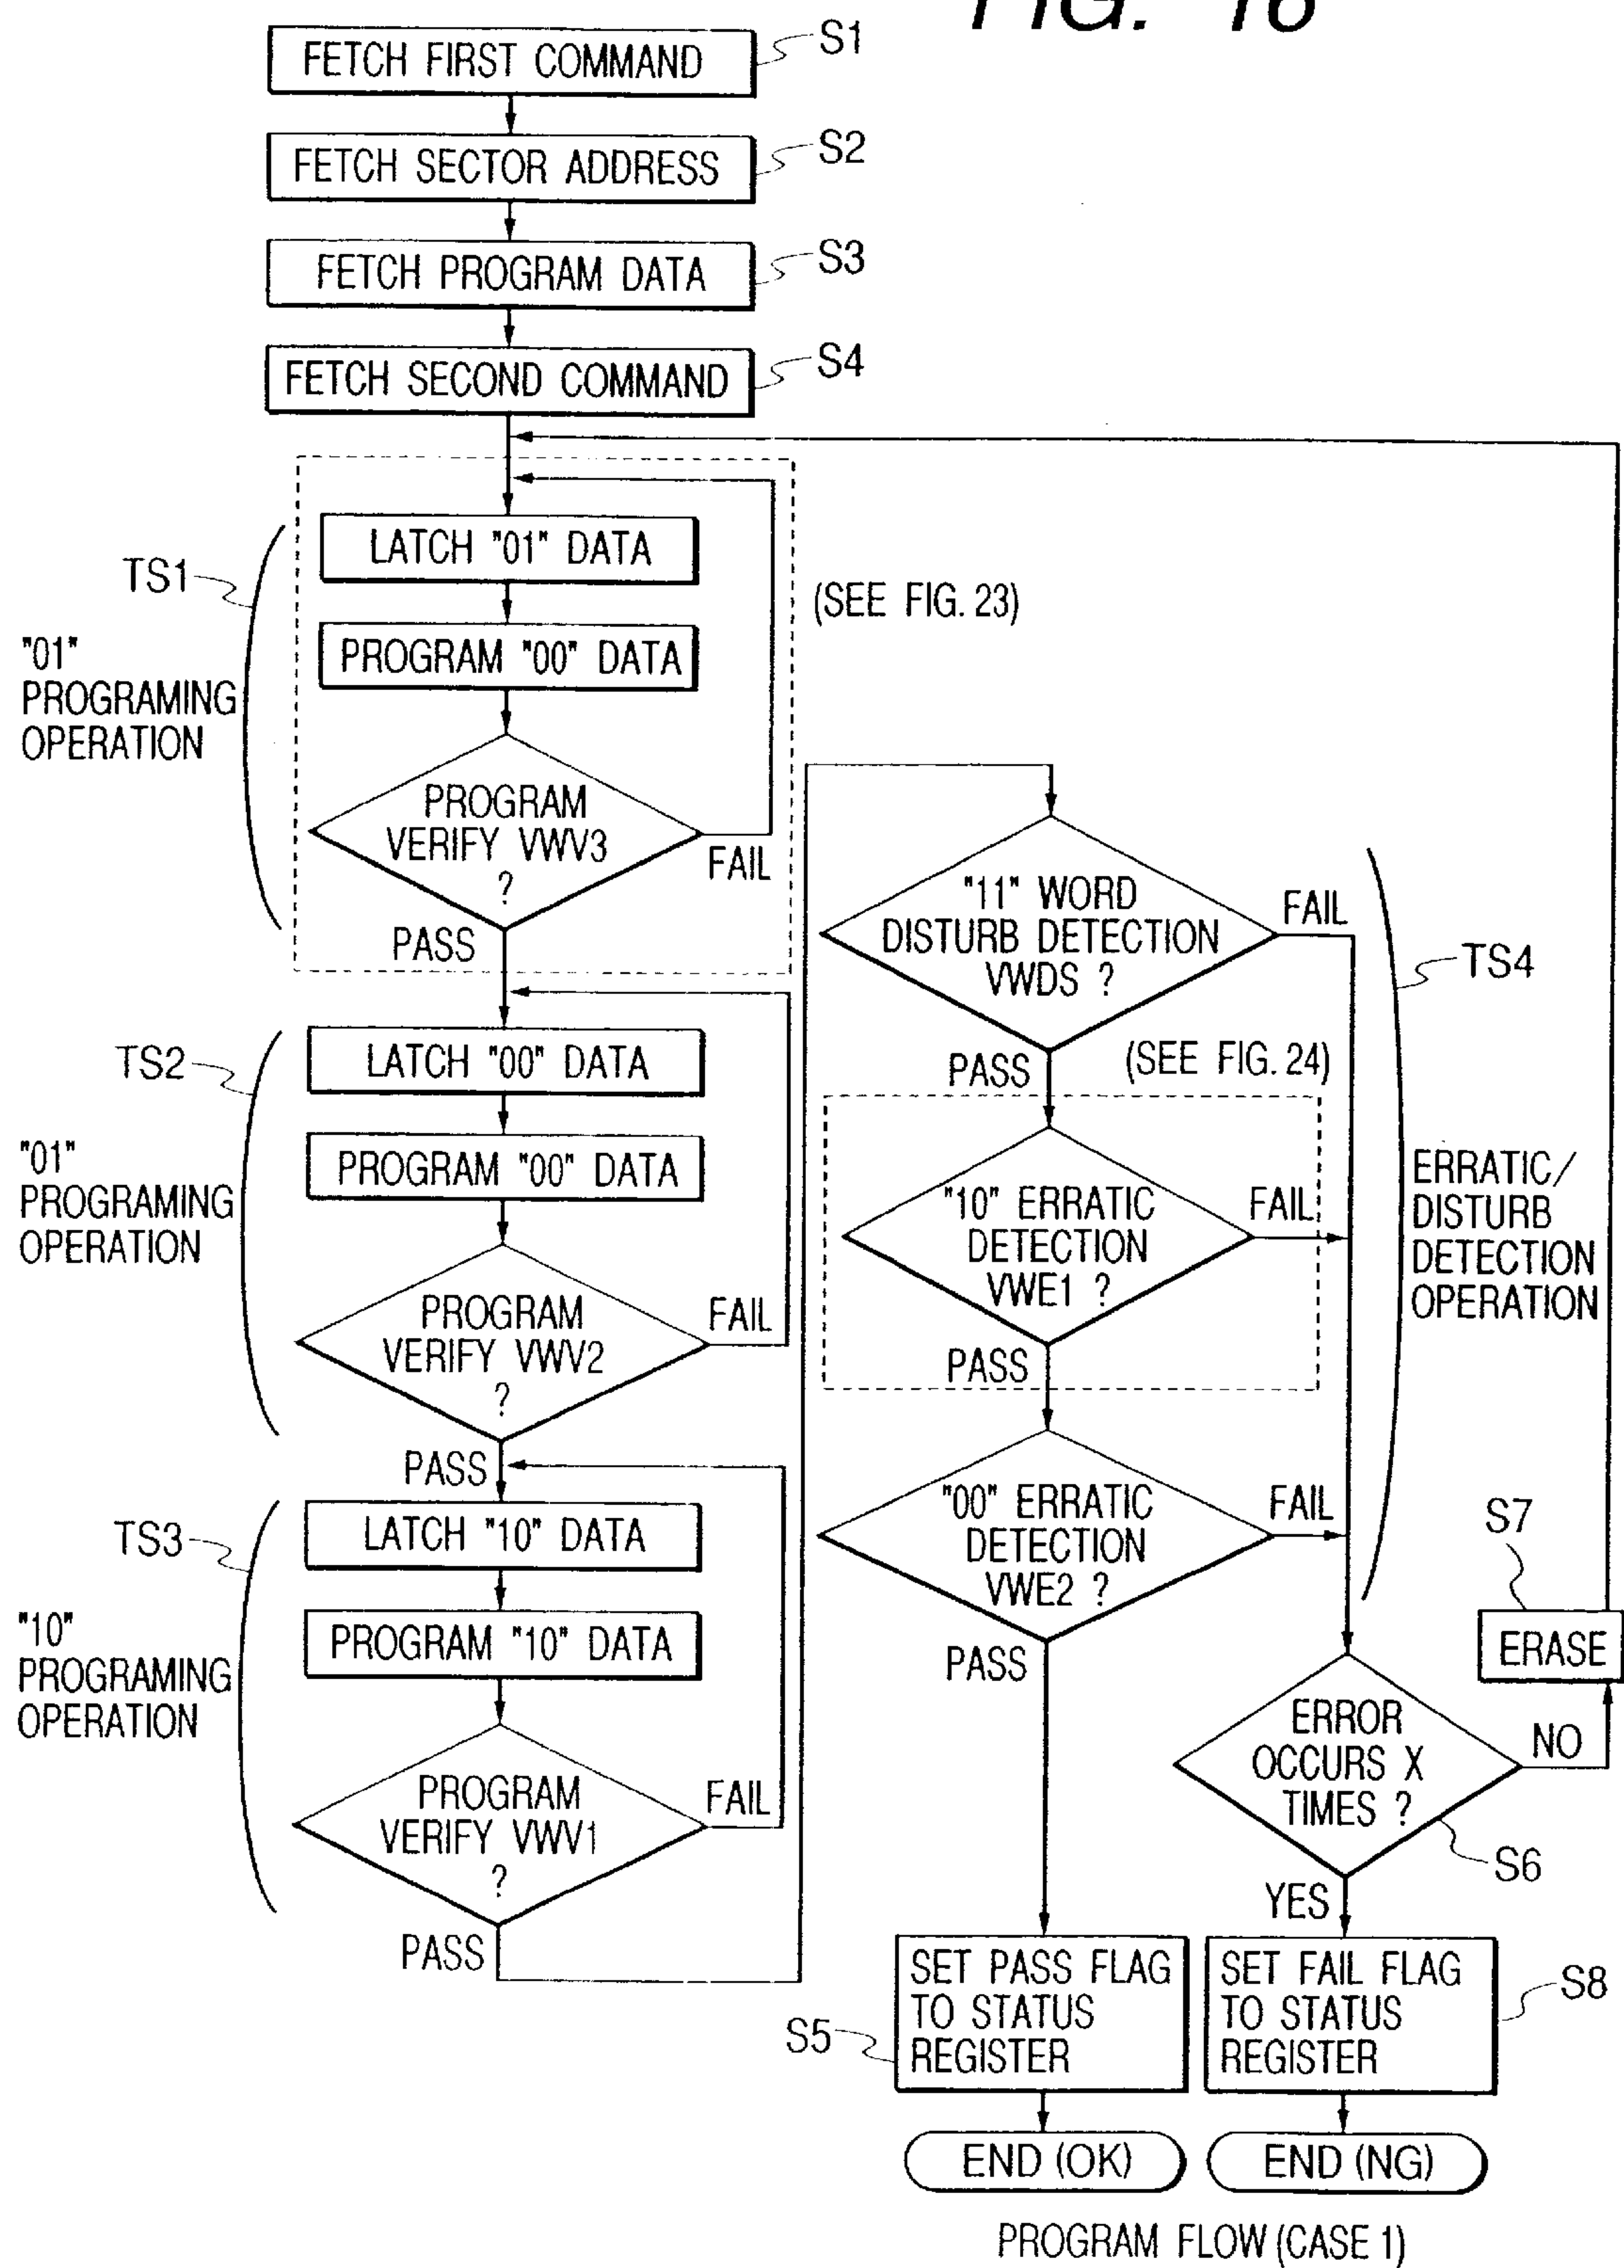 FIG. 16
FETCH FIRST COMMAND
S1
FETCH SECTOR ADDRESS
S2
FETCH PROGRAM DATA
S3
FETCH SECOND COMMAND
S4
TS1
"01"
PROGRAMING
OPERATION
LATCH "01" DATA
PROGRAM "00" DATA
PROGRAM
VERIFY VWV3
?
FAIL
PASS
(SEE FIG. 23)
TS2
"01"
PROGRAMING
OPERATION
LATCH "00" DATA
PROGRAM "00" DATA
PROGRAM
VERIFY VWV2
?
FAIL
PASS
TS3
"10"
PROGRAMING
OPERATION
LATCH "10" DATA
PROGRAM "10" DATA
PROGRAM
VERIFY VWV1
?
FAIL
PASS
"11" WORD
DISTURB DETECTION
VWDS ?
FAIL
PASS
TS4
ERRATIC/
DISTURB
DETECTION
OPERATION
(SEE FIG. 24)
"10" ERRATIC
DETECTION
VWE1 ?
FAIL
PASS
"00" ERRATIC
DETECTION
VWE2 ?
FAIL
PASS
S7
ERASE
ERROR
OCCURS X
TIMES ?
NO
S6
YES
SET PASS FLAG
TO STATUS
REGISTER
S5
SET FAIL FLAG
TO STATUS
REGISTER
S8
END (OK)
END (NG)
PROGRAM FLOW (CASE 1)